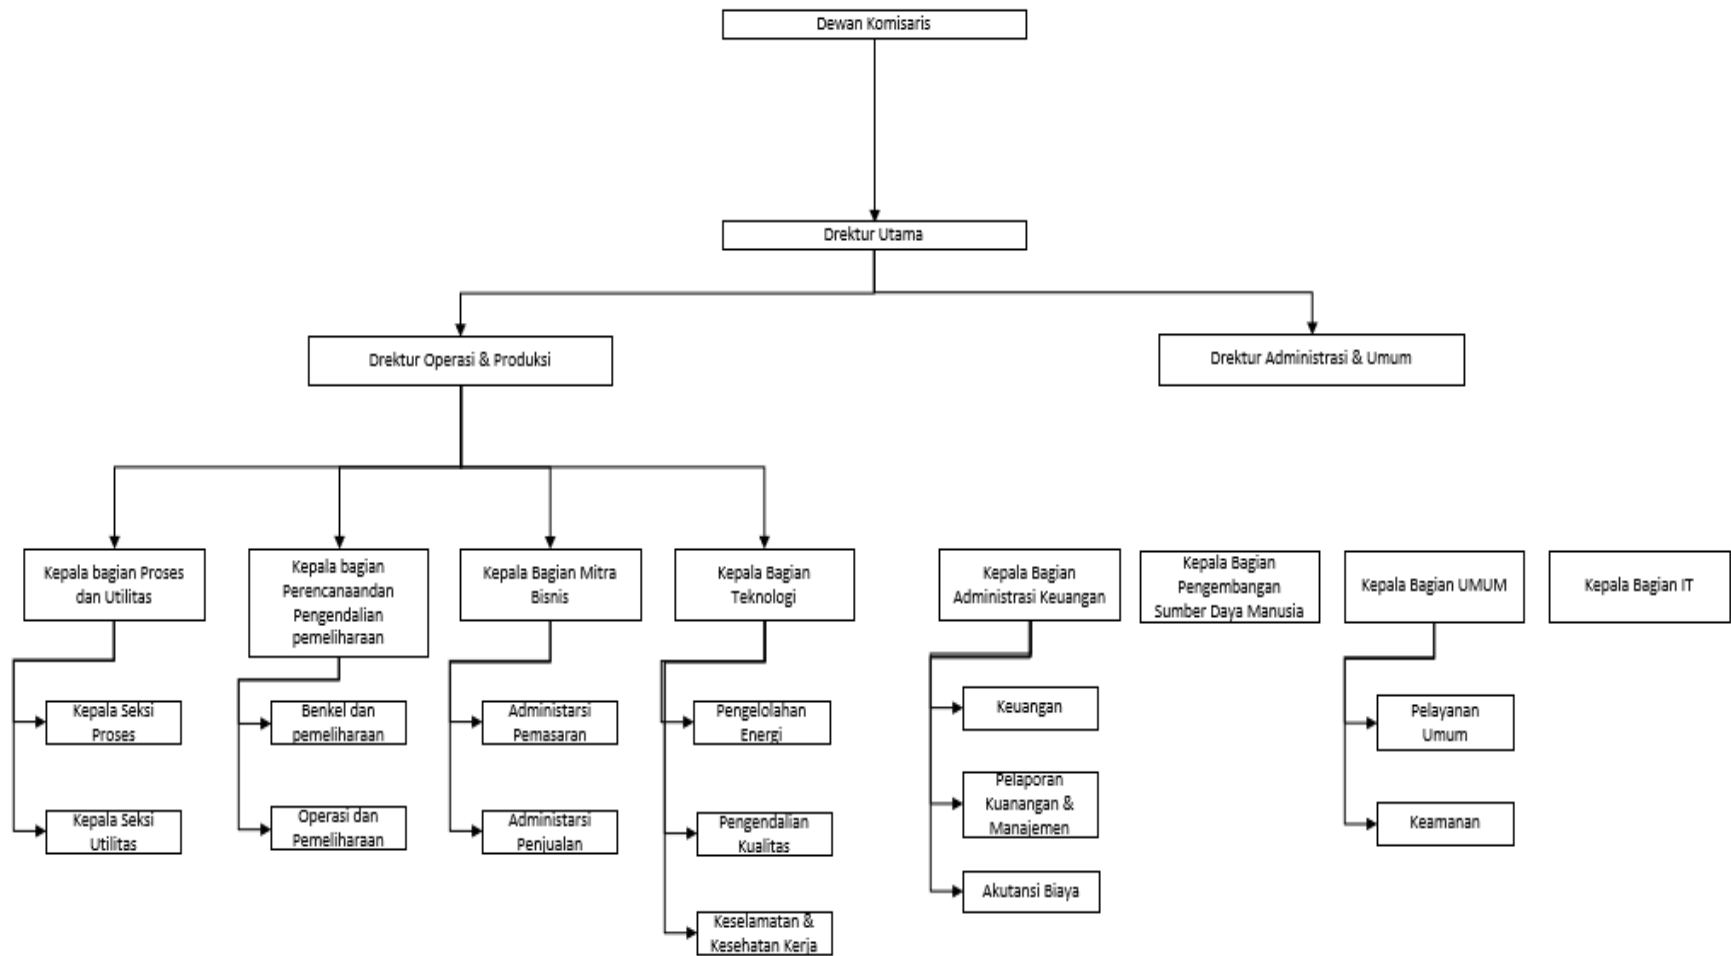 Dewan Komisaris
Drektur Utama
Drektur Operasi & Produksi
Drektur Administrasi & Umum
Kepala bagian Proses
dan Utilitas
Kepala bagian
Perencanaandan
Pengendalian
pemeliharaan
Kepala Bagian Mitra
Bisnis
Kepala Bagian
Teknologi
Kepala Bagian
Administrasi Keuangan
Kepala Bagian
Pengembangan
Sumber Daya Manusia
Kepala Bagian UMUM
Kepala Bagian IT
Kepala Seksi
Proses
Kepala Seksi
Utilitas
Benkel dan
pemeliharaan
Operasi dan
Pemeliharaan
Administarsi
Pemasaran
Administarsi
Penjualan
Pengelolahan
Energi
Pengendalian
Kualitas
Keselamatan &
Kesehatan Kerja
Keuangan
Pelaporan
Kuanangan &
Manajemen
Akutansi Biaya
Pelayanan
Umum
Keamanan